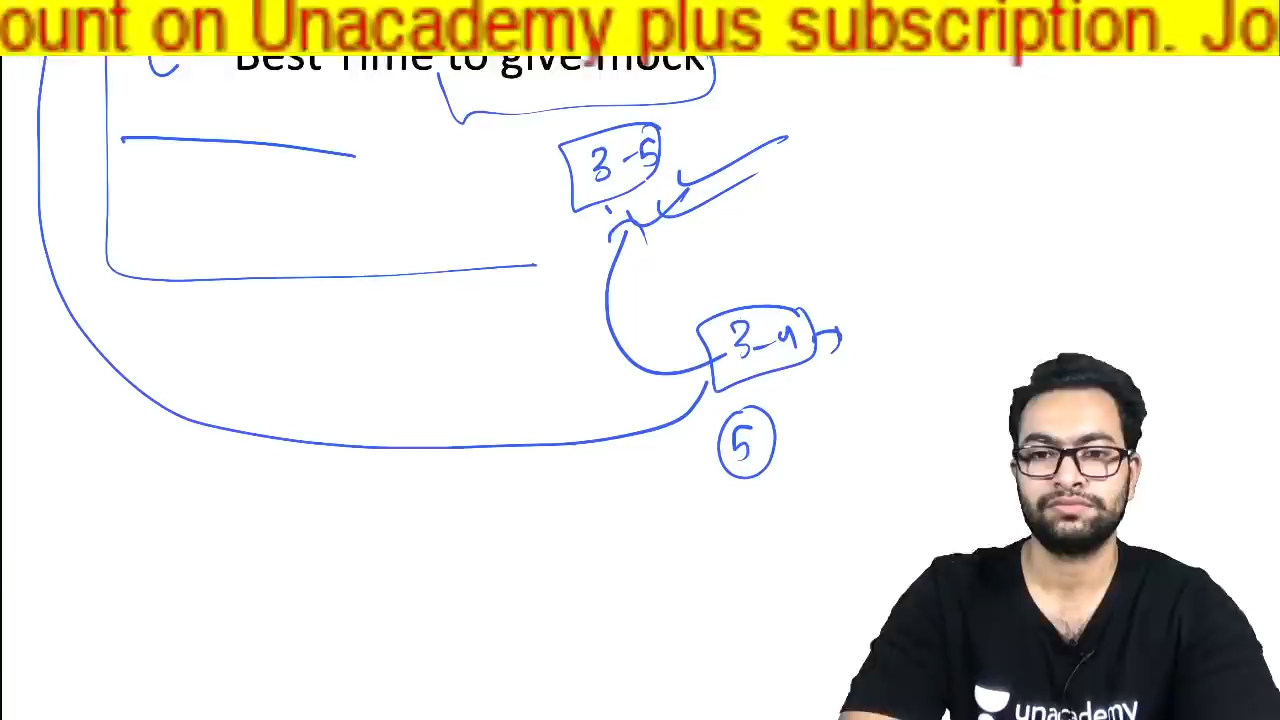 ount on Unacademy plus subscription. Jo
Best Time to give mock
3-5
3-4
5
unacademy